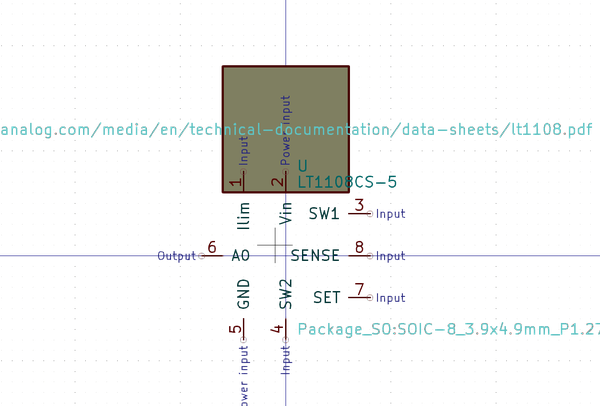 Power input
Input
analog.com/media/en/technical-documentation/data-sheets/lt1108.pdf
U
LT1108CS-5
1
2
Ilim
Vin
SW1 3 Input
Output 6 AO SENSE 8 Input
GND
SW2
SET 7 Input
5
4
Package_SO:SOIC-8_3.9x4.9mm_P1.27
ower input
Input